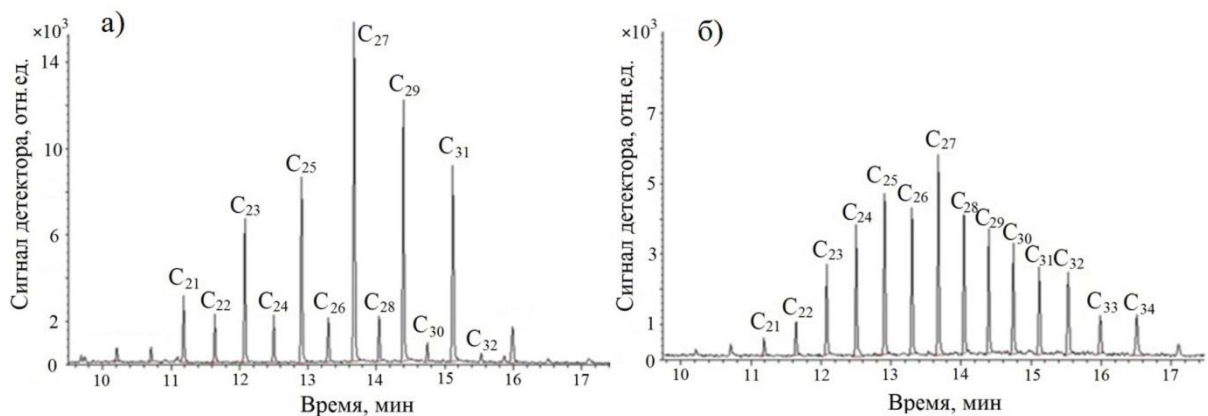 а)
×10³
14
10
6
2
0
Сигнал детектора, отн.ед.
C₂₁
C₂₂
C₂₃
C₂₄
C₂₅
C₂₆
C₂₇
C₂₈
C₂₉
C₃₀
C₃₁
C₃₂
10 11 12 13 14 15 16 17
Время, мин
б)
×10³
7
5
3
1
0
Сигнал детектора, отн.ед.
C₂₁
C₂₂
C₂₃
C₂₄
C₂₅
C₂₆
C₂₇
C₂₈
C₂₉
C₃₀
C₃₁
C₃₂
C₃₃
C₃₄
10 11 12 13 14 15 16 17
Время, мин